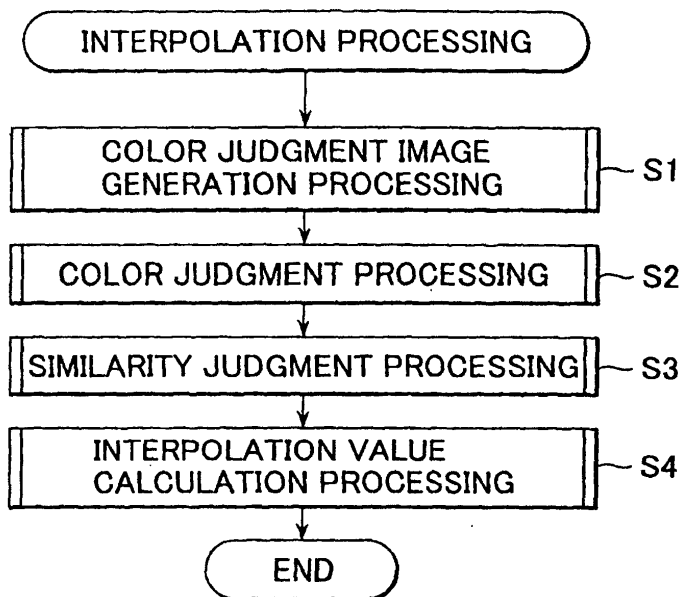 INTERPOLATION PROCESSING
COLOR JUDGMENT IMAGE
GENERATION PROCESSING
S1
COLOR JUDGMENT PROCESSING
S2
SIMILARITY JUDGMENT PROCESSING
S3
INTERPOLATION VALUE
CALCULATION PROCESSING
S4
END